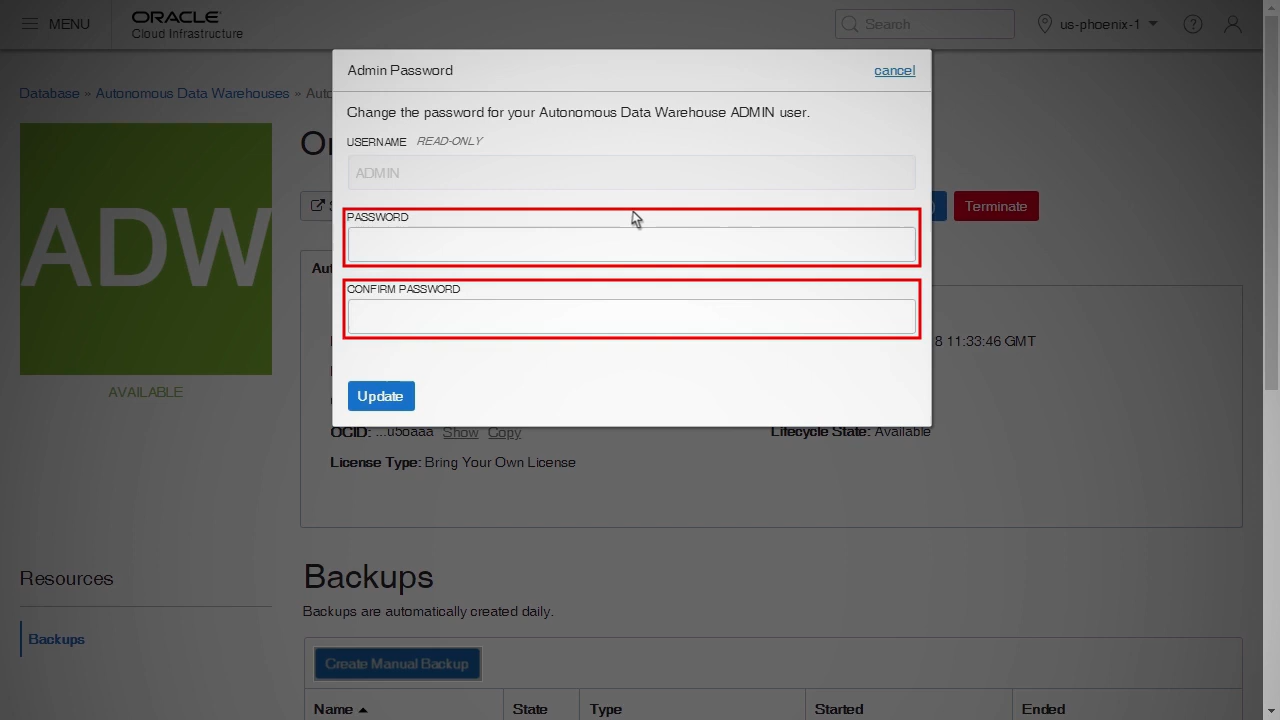 MENU
ORACLE
Cloud Infrastructure
Search
us-phoenix-1
Database » Autonomous Data Warehouses »
ADW
AVAILABLE
Terminate
Admin Password
cancel
Change the password for your Autonomous Data Warehouse ADMIN user.
USERNAME READ-ONLY
ADMIN
PASSWORD
CONFIRM PASSWORD
Update
8 11:33:46 GMT
OCID: ...u5oaaa Show Copy
Lifecycle State: Available
License Type: Bring Your Own License
Resources
Backups
Backups
Backups are automatically created daily.
Create Manual Backup
Name
State
Type
Started
Ended